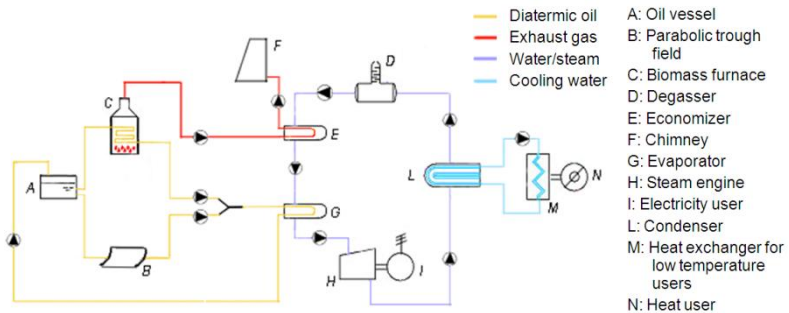 Diatermic oil
Exhaust gas
Water/steam
Cooling water
A: Oil vessel
B: Parabolic trough
field
C: Biomass furnace
D: Degasser
E: Economizer
F: Chimney
G: Evaporator
H: Steam engine
I: Electricity user
L: Condenser
M: Heat exchanger for
low temperature
users
N: Heat user
F
D
C
E
A
L
N
G
M
B
H
I